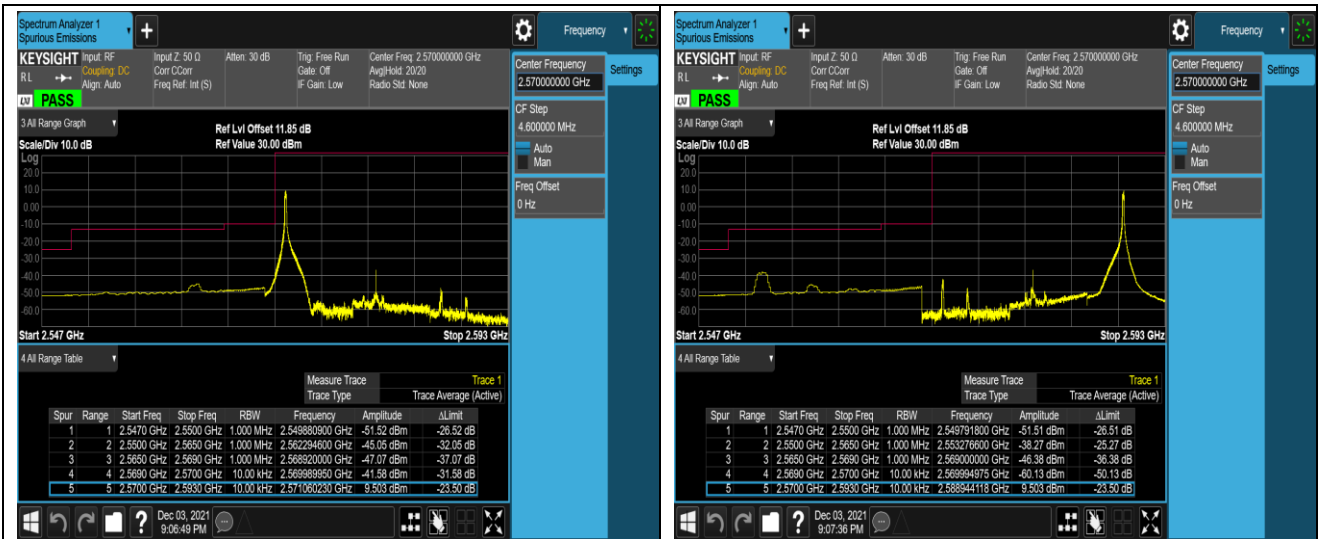 Spectrum Analyzer 1
Spurious Emissions
Frequency
KEYSIGHT Input: RF Input Z: 50 Ω Atten: 30 dB Trig: Free Run Center Freq: 2.570000000 GHz
Coupling: DC Corr CCorr Gate: Off Avg|Hold: 20/20
R L Align: Auto Freq Ref: Int (S) IF Gain: Low Radio Std: None
LXI PASS
Center Frequency
2.570000000 GHz
Settings
CF Step
4.600000 MHz
Auto
Man
Freq Offset
0 Hz
3 All Range Graph
Ref Lvl Offset 11.85 dB
Scale/Div 10.0 dB Ref Value 30.00 dBm
Log
20.0
10.0
0.00
-10.0
-20.0
-30.0
-40.0
-50.0
-60.0
Start 2.547 GHz Stop 2.593 GHz
4 All Range Table
Measure Trace Trace 1
Trace Type Trace Average (Active)
Spur Range Start Freq Stop Freq RBW Frequency Amplitude ΔLimit
1 1 2.5470 GHz 2.5500 GHz 1.000 MHz 2.549880900 GHz -51.52 dBm -26.52 dB
2 2 2.5500 GHz 2.5650 GHz 1.000 MHz 2.562294600 GHz -45.05 dBm -32.05 dB
3 3 2.5650 GHz 2.5690 GHz 1.000 MHz 2.568920000 GHz -47.07 dBm -37.07 dB
4 4 2.5690 GHz 2.5700 GHz 10.00 kHz 2.569989950 GHz -41.58 dBm -31.58 dB
5 5 2.5700 GHz 2.5930 GHz 10.00 kHz 2.571060230 GHz 9.503 dBm -23.50 dB
? Dec 03, 2021
9:06:49 PM
Spectrum Analyzer 1
Spurious Emissions
Frequency
KEYSIGHT Input: RF Input Z: 50 Ω Atten: 30 dB Trig: Free Run Center Freq: 2.570000000 GHz
Coupling: DC Corr CCorr Gate: Off Avg|Hold: 20/20
R L Align: Auto Freq Ref: Int (S) IF Gain: Low Radio Std: None
LXI PASS
Center Frequency
2.570000000 GHz
Settings
CF Step
4.600000 MHz
Auto
Man
Freq Offset
0 Hz
3 All Range Graph
Ref Lvl Offset 11.85 dB
Scale/Div 10.0 dB Ref Value 30.00 dBm
Log
20.0
10.0
0.00
-10.0
-20.0
-30.0
-40.0
-50.0
-60.0
Start 2.547 GHz Stop 2.593 GHz
4 All Range Table
Measure Trace Trace 1
Trace Type Trace Average (Active)
Spur Range Start Freq Stop Freq RBW Frequency Amplitude ΔLimit
1 1 2.5470 GHz 2.5500 GHz 1.000 MHz 2.549791800 GHz -51.51 dBm -26.51 dB
2 2 2.5500 GHz 2.5650 GHz 1.000 MHz 2.553276600 GHz -38.27 dBm -25.27 dB
3 3 2.5650 GHz 2.5690 GHz 1.000 MHz 2.569000000 GHz -46.38 dBm -36.38 dB
4 4 2.5690 GHz 2.5700 GHz 10.00 kHz 2.569994975 GHz -60.13 dBm -50.13 dB
5 5 2.5700 GHz 2.5930 GHz 10.00 kHz 2.588944118 GHz 9.503 dBm -23.50 dB
? Dec 03, 2021
9:07:36 PM